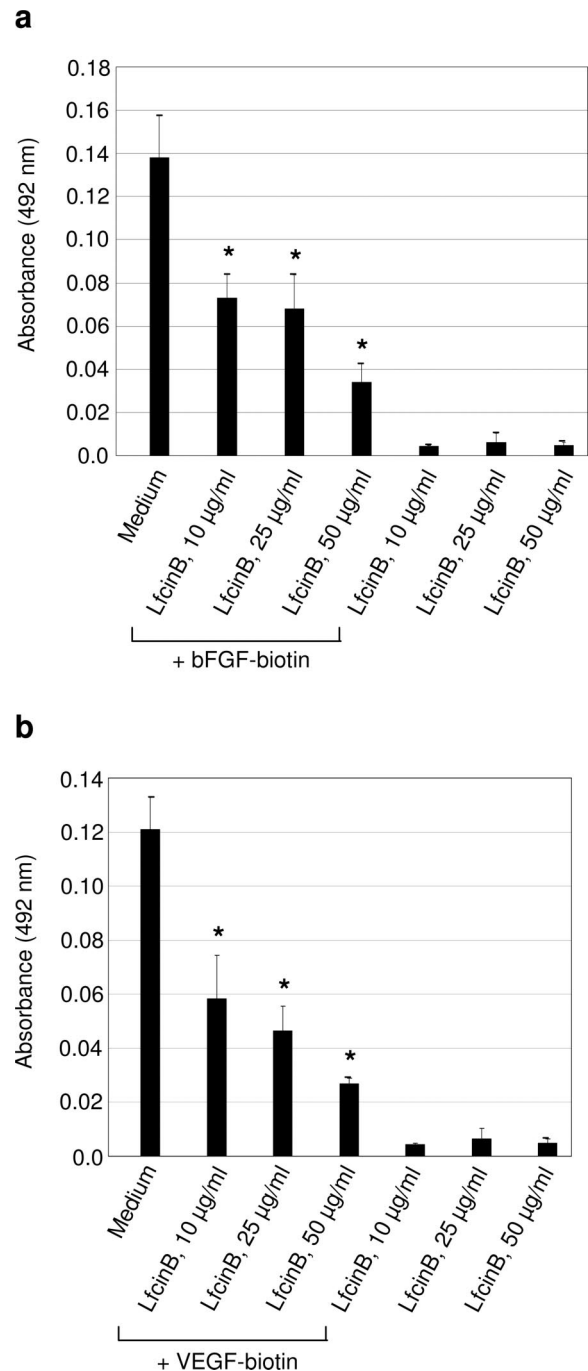 a
0.18
0.16
0.14
0.12
0.10
0.08
0.06
0.04
0.02
0.0
Absorbance (492 nm)
*
*
*
Medium
LfcinB, 10 µg/ml
LfcinB, 25 µg/ml
LfcinB, 50 µg/ml
LfcinB, 10 µg/ml
LfcinB, 25 µg/ml
LfcinB, 50 µg/ml
+ bFGF-biotin
b
0.14
0.12
0.10
0.08
0.06
0.04
0.02
0.0
Absorbance (492 nm)
*
*
*
Medium
LfcinB, 10 µg/ml
LfcinB, 25 µg/ml
LfcinB, 50 µg/ml
LfcinB, 10 µg/ml
LfcinB, 25 µg/ml
LfcinB, 50 µg/ml
+ VEGF-biotin